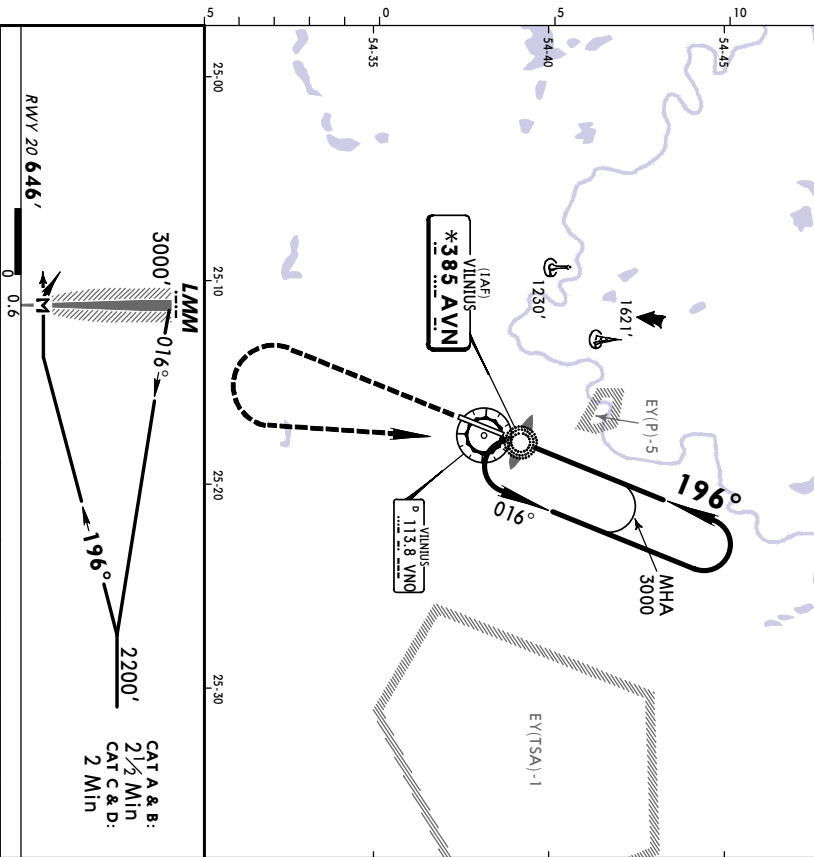 5
0
5
10
54-35
54-40
54-45
25-00
25-10
25-20
25-30
1230'
1621'
EY(P)-5
(IAF)
VILNIUS
*385 AVN
VILNIUS
D 113.8 VNO
196°
016°
MHA
3000
EY(TSA)-1
LMM
3000'
016°
196°
2200'
M
RWY 20 646'
0
0.6
CAT A & B:
2 1/2 Min
CAT C & D:
2 Min